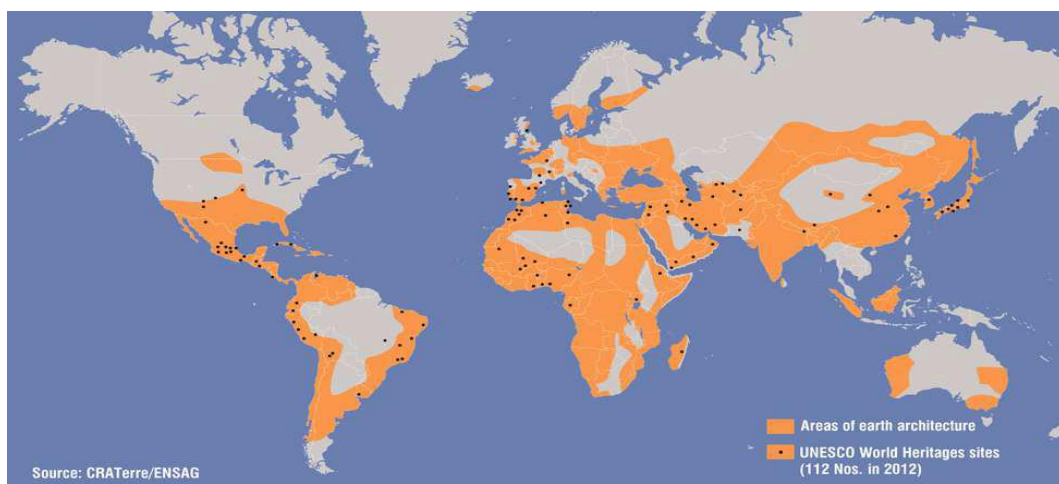 Areas of earth architecture
UNESCO World Heritages sites
(112 Nos. in 2012)
Source: CRATerre/ENSAG